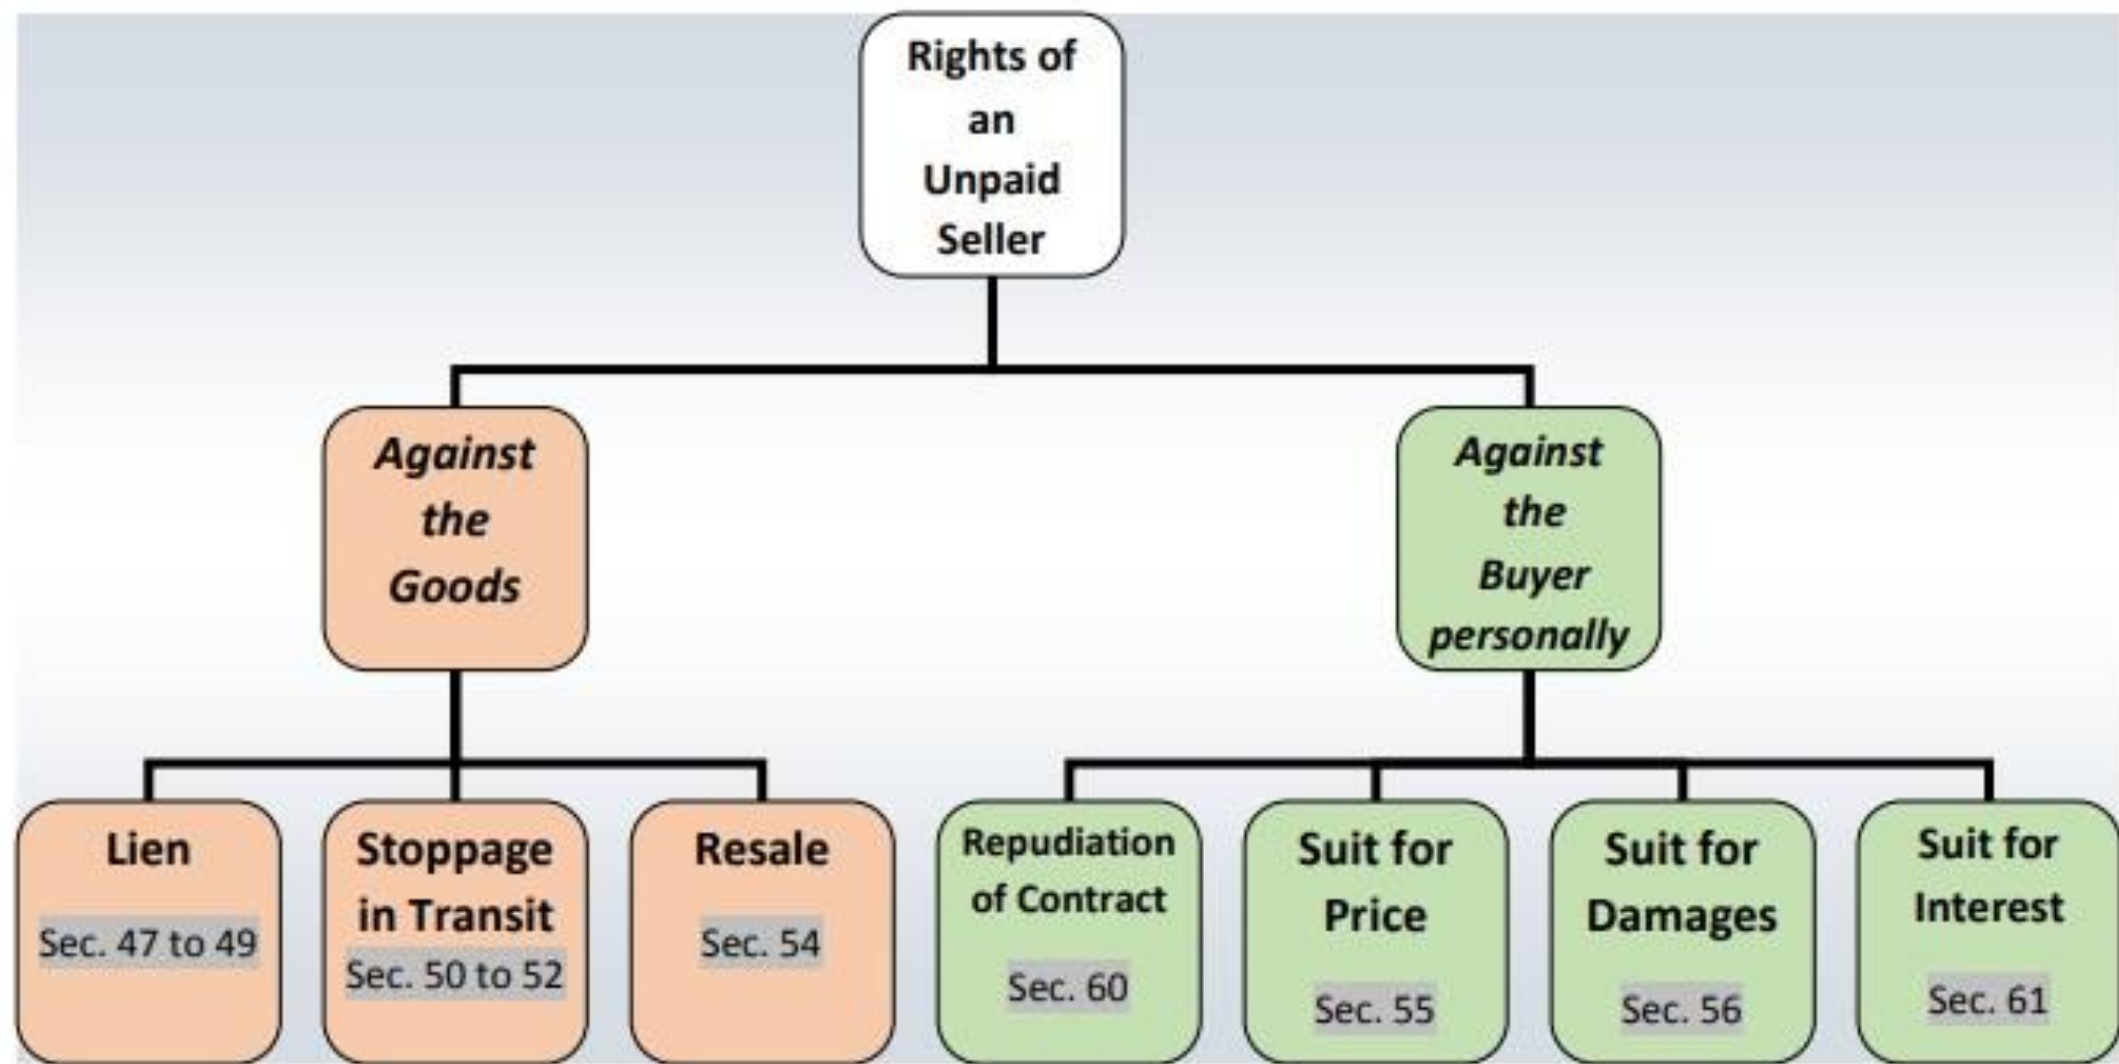 Rights of
an
Unpaid
Seller
Against
the
Goods
Against
the
Buyer
personally
Lien
Sec. 47 to 49
Stoppage
in Transit
Sec. 50 to 52
Resale
Sec. 54
Repudiation
of Contract
Sec. 60
Suit for
Price
Sec. 55
Suit for
Damages
Sec. 56
Suit for
Interest
Sec. 61